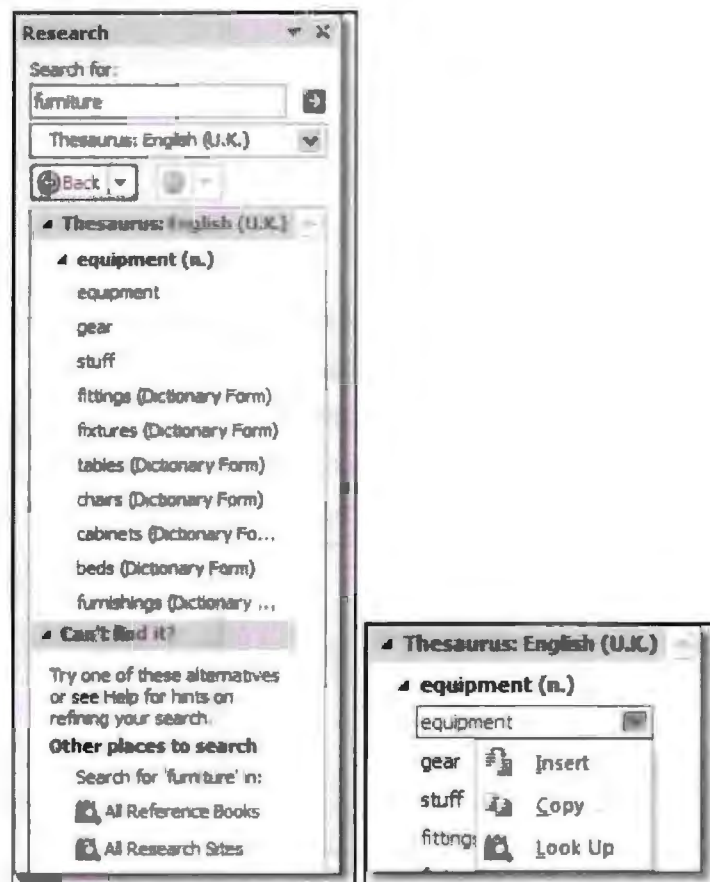 Research
Search for:
furniture
Thesaurus: English (U.K.)
Back
Thesaurus: English (U.K.)
equipment (n.)
equipment
gear
stuff
fittings (Dictionary Form)
fixtures (Dictionary Form)
tables (Dictionary Form)
chairs (Dictionary Form)
cabinets (Dictionary Fo...
beds (Dictionary Form)
furnishings (Dictionary ...
Can't find it?
Try one of these alternatives
or see Help for hints on
refining your search.
Other places to search
Search for 'furniture' in:
All Reference Books
All Research Sites
Thesaurus: English (U.K.)
equipment (n.)
equipment
gear
Insert
stuff
Copy
fittings
Look Up